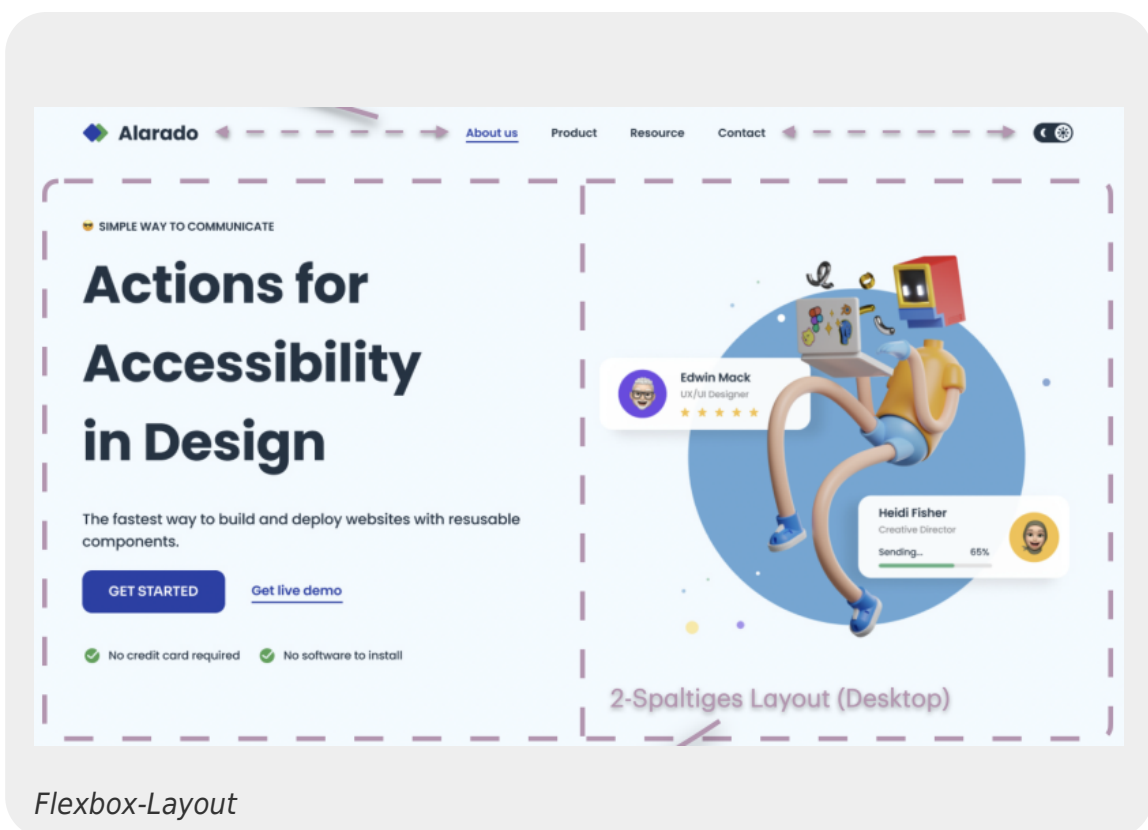 Alarado
About us Product Resource Contact
SIMPLE WAY TO COMMUNICATE
Actions for
Accessibility
in Design
The fastest way to build and deploy websites with resusable
components.
GET STARTED Get live demo
No credit card required No software to install
Edwin Mack
UX/UI Designer
Heidi Fisher
Creative Director
Sending... 65%
2-Spaltiges Layout (Desktop)
Flexbox-Layout